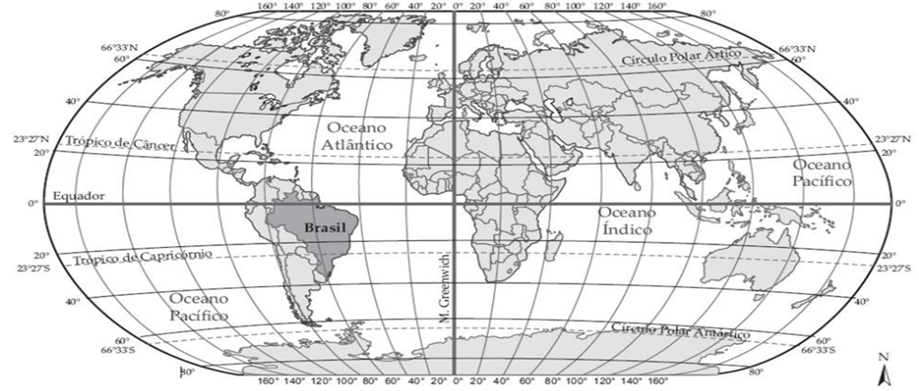 160° 140° 120° 100° 80° 60° 40° 20° 0° 20° 40° 60° 80° 100° 120° 140° 160°
80° 80°
66°33'N 66°33'N
60° 60°
Círculo Polar Ártico
40° 40°
Oceano
Atlântico
23°27'N 23°27'N
Trópico de Câncer
20° 20°
Oceano
Pacífico
Equador
0° 0°
Brasil
Oceano
Índico
20° 20°
Trópico de Capricórnio
23°27'S 23°27'S
M. Greenwich
Oceano
Pacífico
40° 40°
Círculo Polar Antártico
60° 60°
66°33'S 66°33'S
N
80° 80°
160° 140° 120° 100° 80° 60° 40° 20° 0° 20° 40° 60° 80° 100° 120° 140° 160°